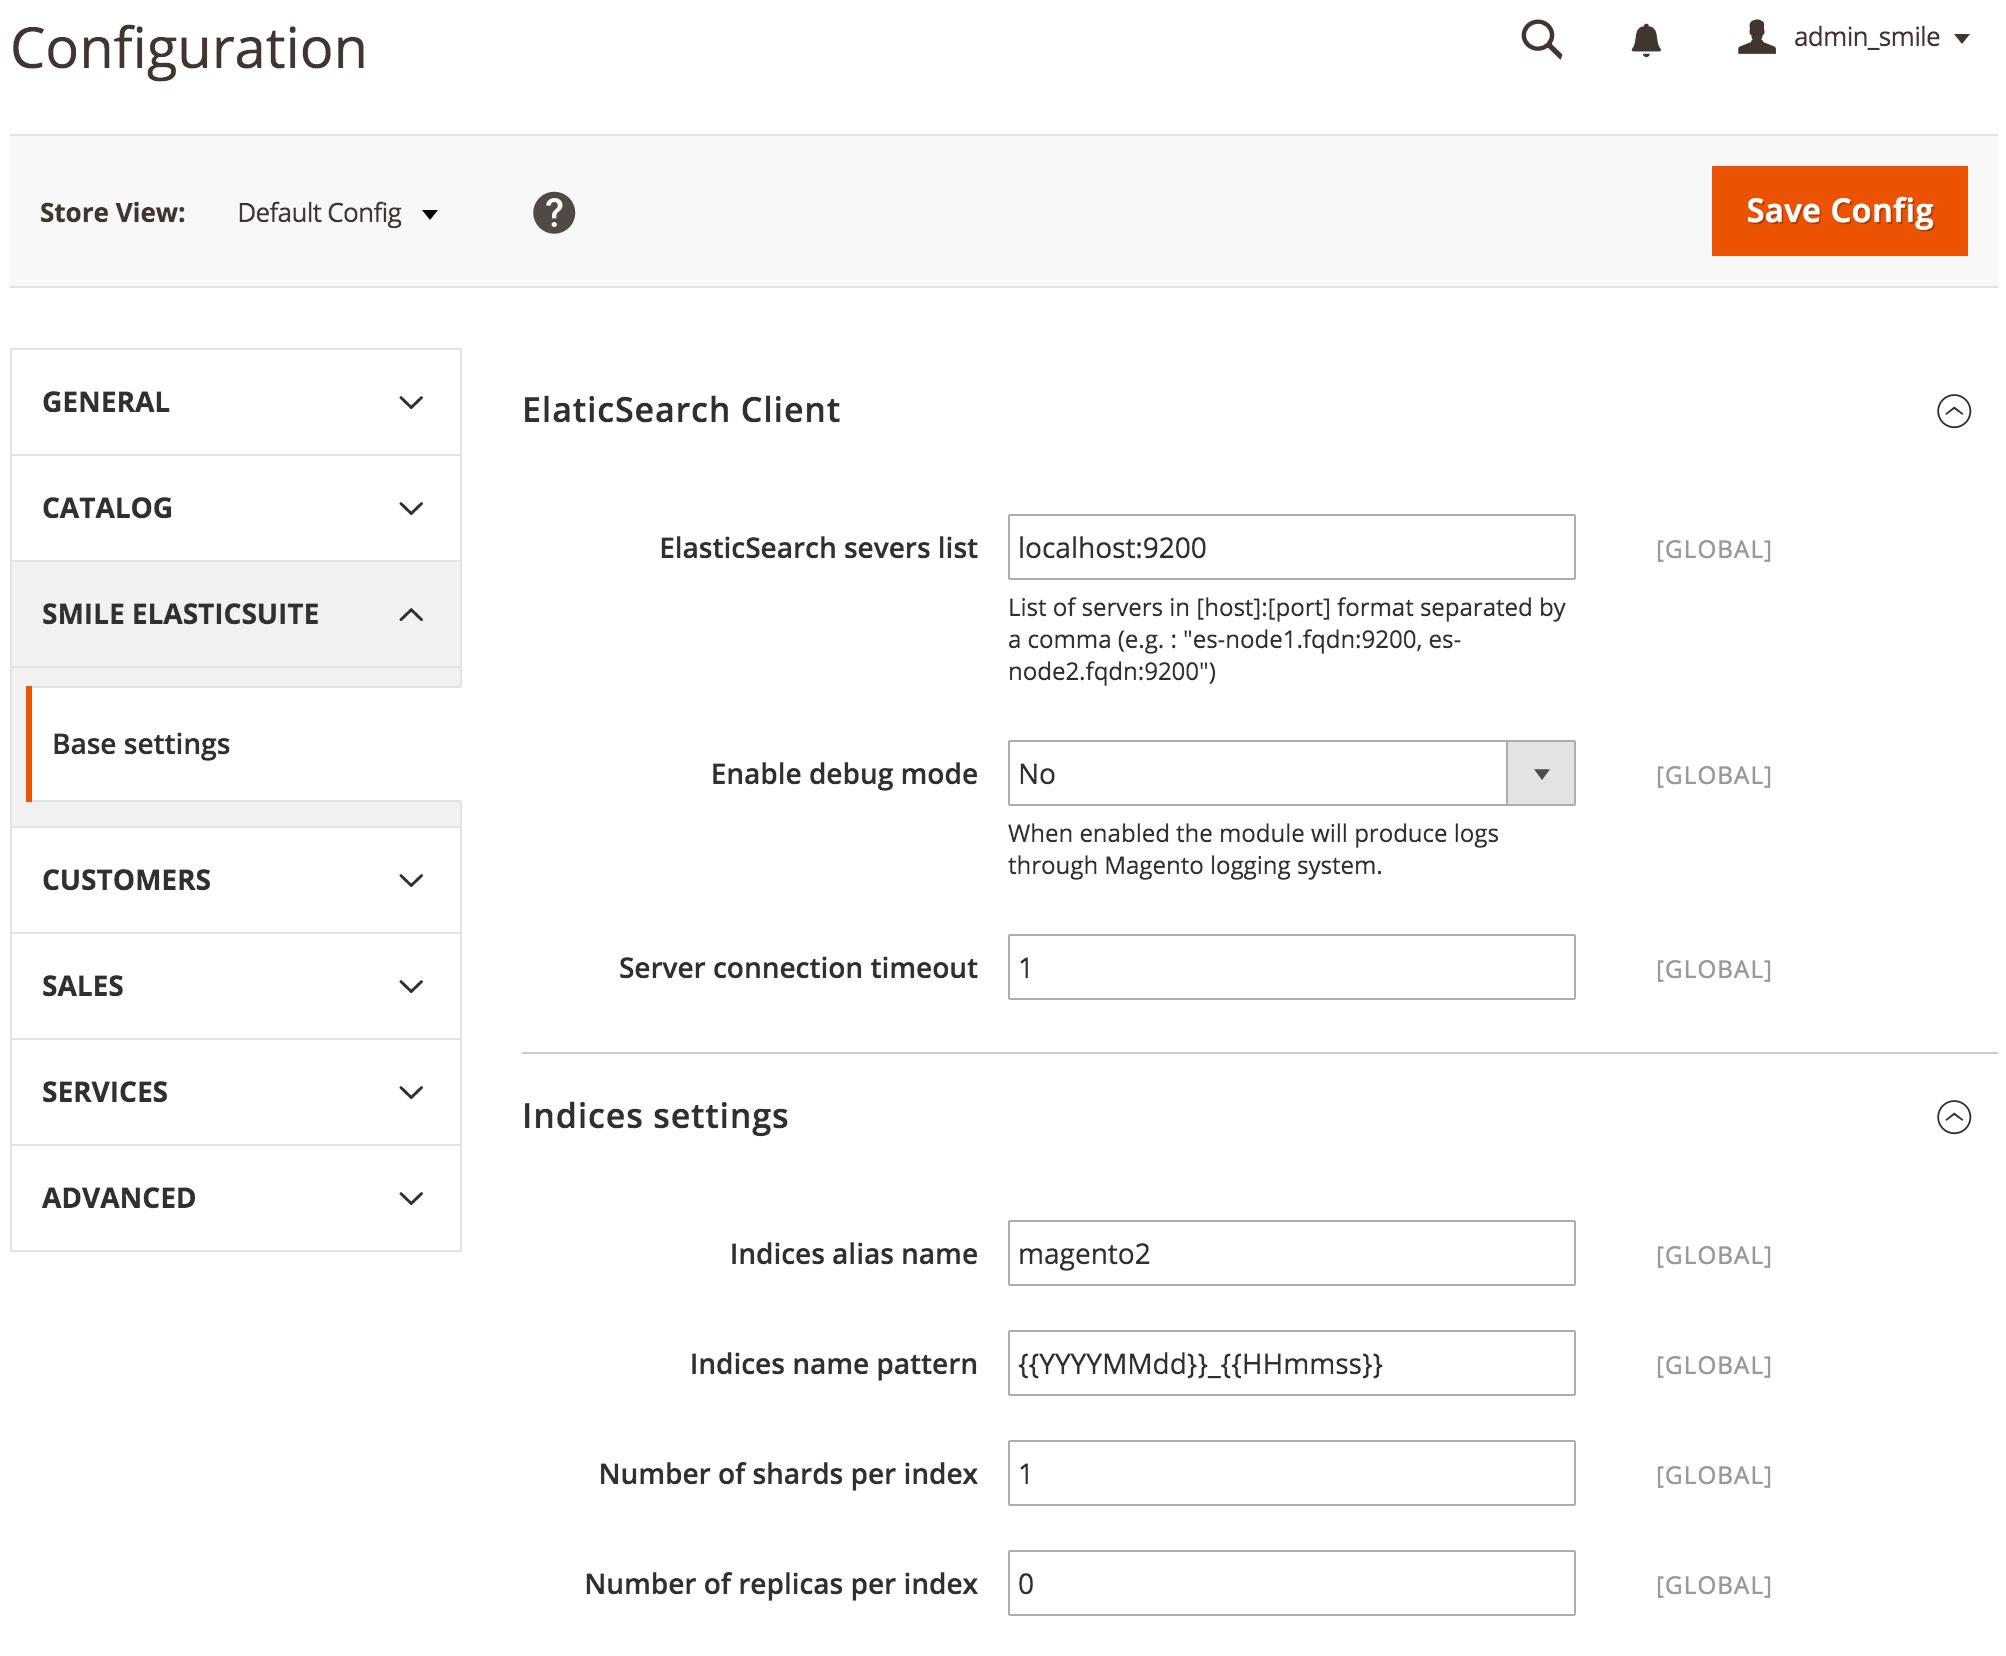 Configuration
admin_smile
Store View:
Default Config
?
Save Config
GENERAL
CATALOG
SMILE ELASTICSUITE
Base settings
CUSTOMERS
SALES
SERVICES
ADVANCED
ElaticSearch Client
ElasticSearch severs list
localhost:9200
[GLOBAL]
List of servers in [host]:[port] format separated by
a comma (e.g. : "es-node1.fqdn:9200, es-
node2.fqdn:9200")
Enable debug mode
No
[GLOBAL]
When enabled the module will produce logs
through Magento logging system.
Server connection timeout
1
[GLOBAL]
Indices settings
Indices alias name
magento2
[GLOBAL]
Indices name pattern
{{YYYYMMdd}}_{{HHmmss}}
[GLOBAL]
Number of shards per index
1
[GLOBAL]
Number of replicas per index
0
[GLOBAL]